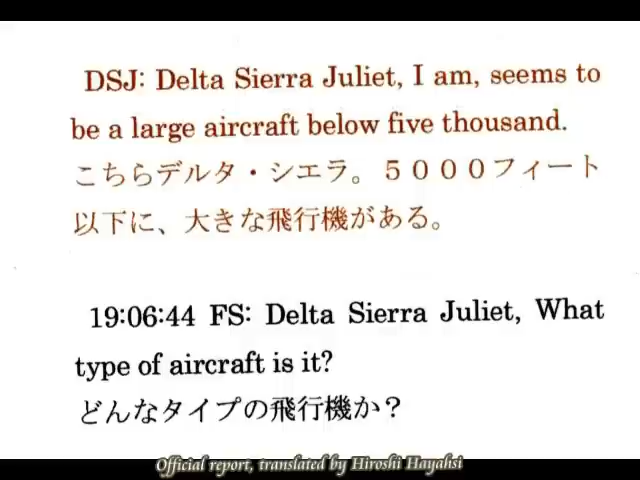 DSJ: Delta Sierra Juliet, I am, seems to
be a large aircraft below five thousand.
こちらデルタ・シエラ。５０００フィート
以下に、大きな飛行機がある。
19:06:44 FS: Delta Sierra Juliet, What
type of aircraft is it?
どんなタイプの飛行機か？
Official report, translated by Hiroshi Hayahsi